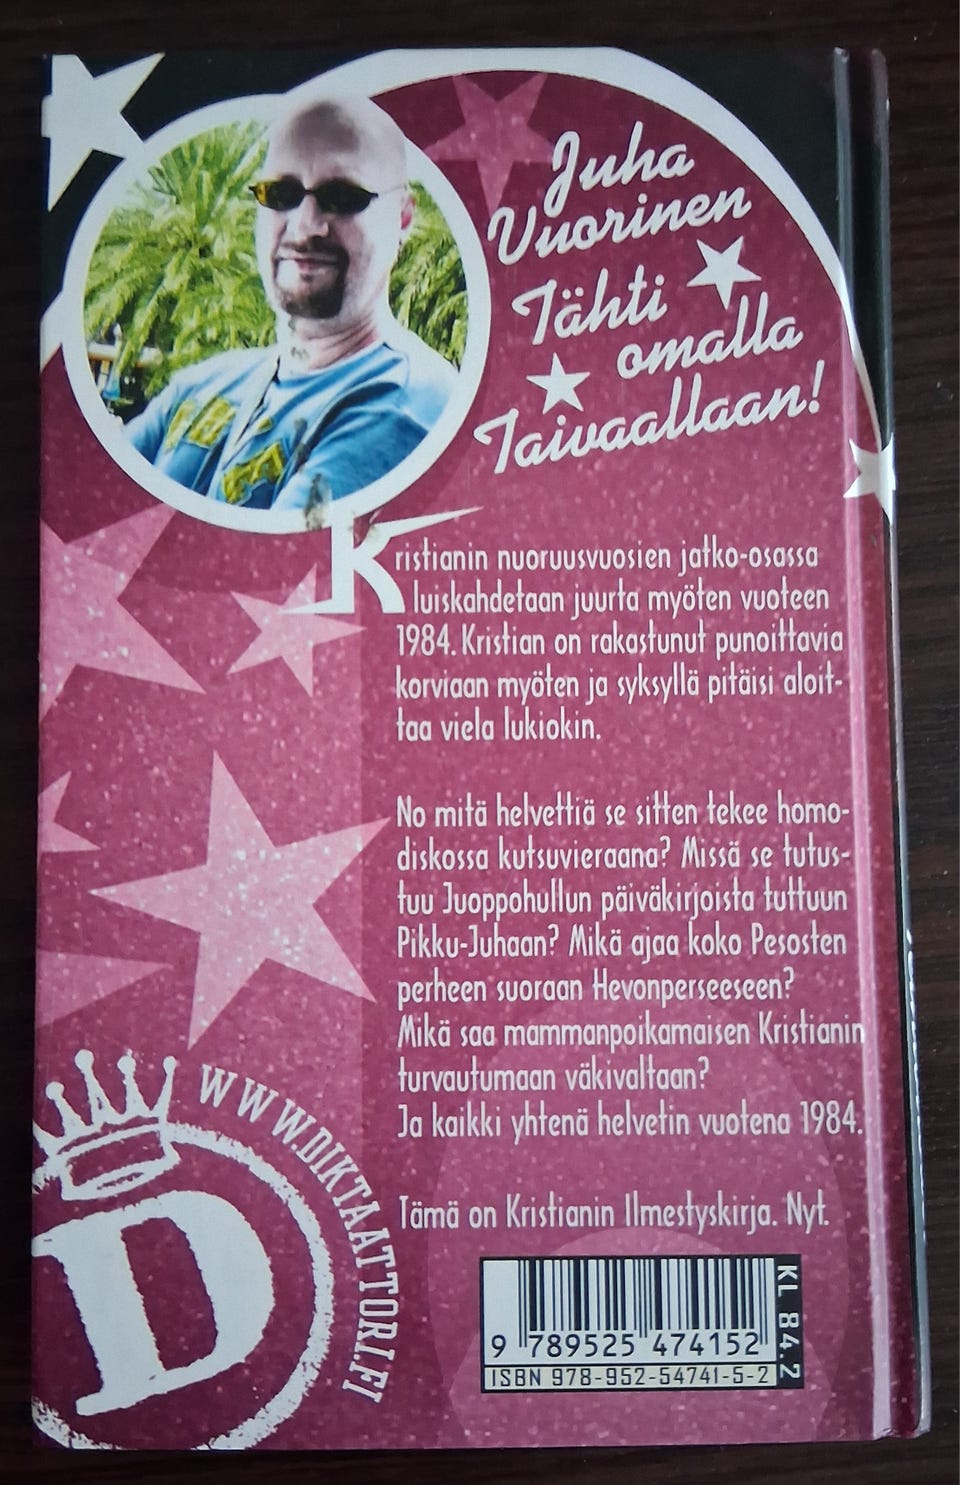 Juha
Vuorinen
Tähti
omalla
Taivaallaan!
Kristianin nuoruusvuosien jatko-osassa
luiskahdetaan juurta myöten vuoteen
1984. Kristian on rakastunut punoittavia
korviaan myöten ja syksyllä pitäisi aloit-
taa viela lukiokin.
No mitä helvettiä se sitten tekee homo-
diskossa kutsuvieraana? Missä se tutus-
tuu Juoppohullun päiväkirjoista tuttuun
Pikku-Juhaan? Mikä ajaa koko Pesosten
perheen suoraan Hevonperseeseen?
Mikä saa mammanpoikamaisen Kristianin
turvautumaan väkivaltaan?
Ja kaikki yhtenä helvetin vuotena 1984.
Tämä on Kristianin Ilmestyskirja. Nyt.
WWW.DIKTAATTORI.FI
D
9 789525 474152
ISBN 978-952-54741-5-2
KL 84.2